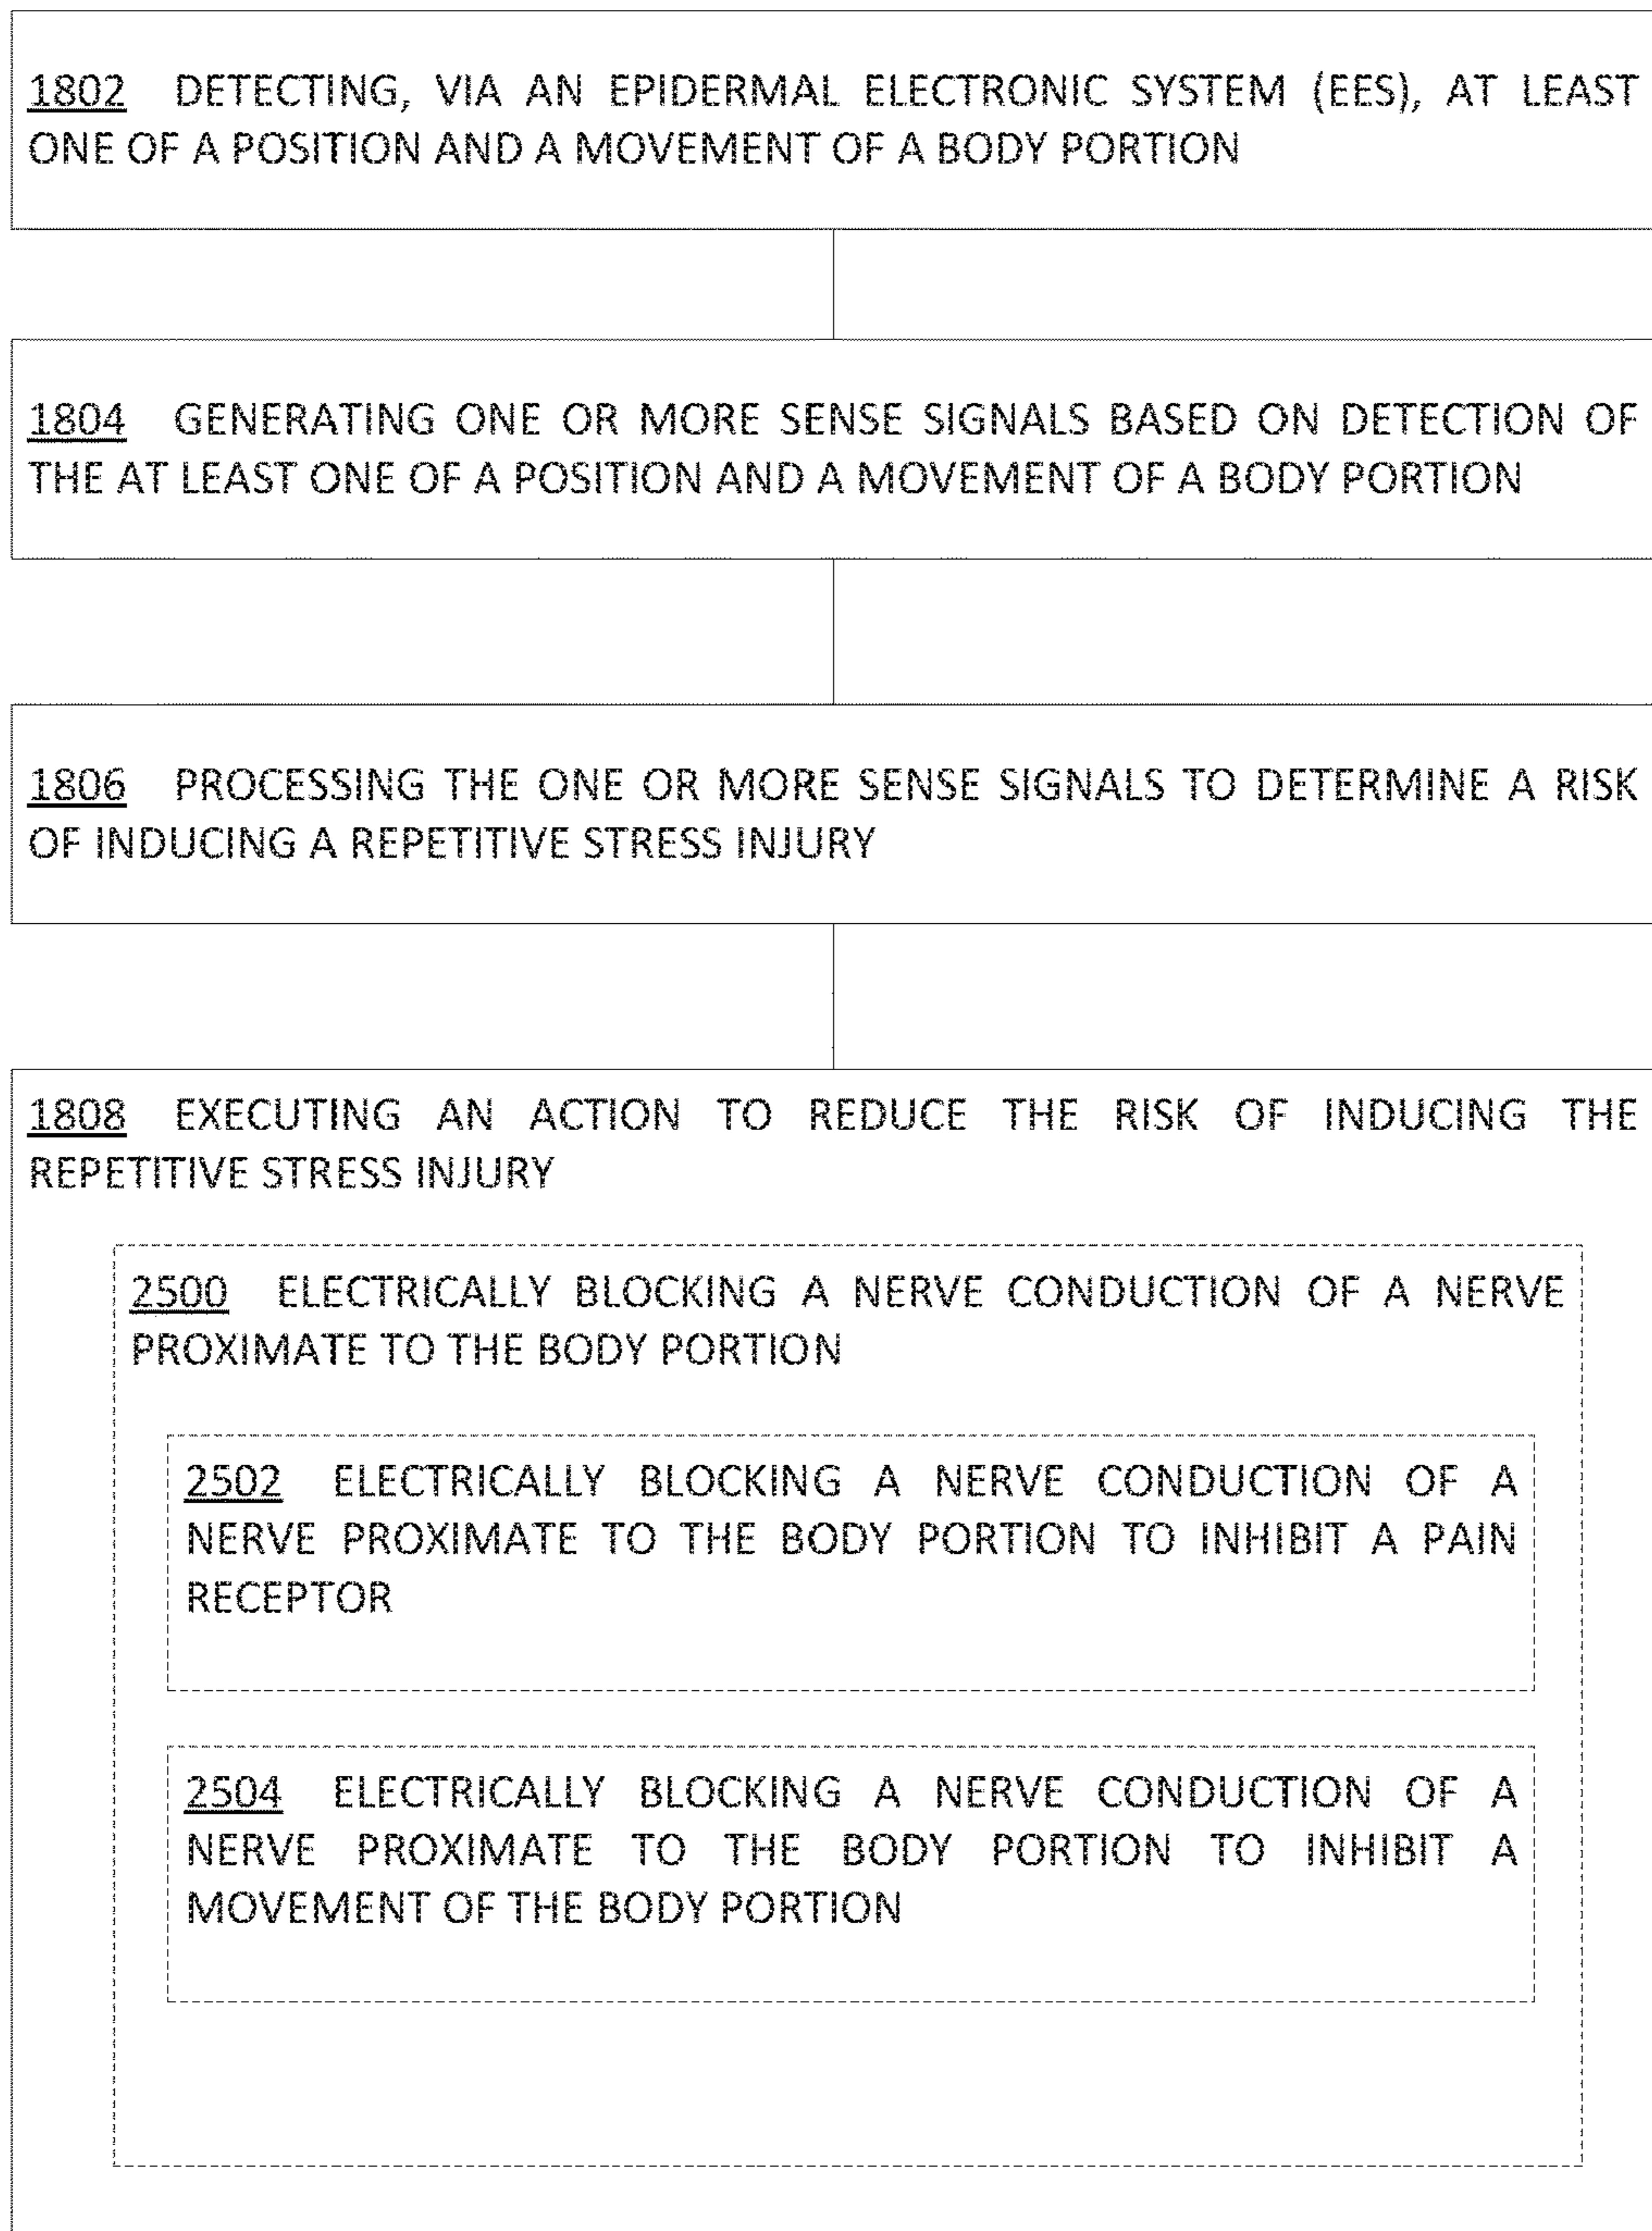 1802 DETECTING, VIA AN EPIDERMAL ELECTRONIC SYSTEM (EES), AT LEAST
ONE OF A POSITION AND A MOVEMENT OF A BODY PORTION
1804 GENERATING ONE OR MORE SENSE SIGNALS BASED ON DETECTION OF
THE AT LEAST ONE OF A POSITION AND A MOVEMENT OF A BODY PORTION
1806 PROCESSING THE ONE OR MORE SENSE SIGNALS TO DETERMINE A RISK
OF INDUCING A REPETITIVE STRESS INJURY
1808 EXECUTING AN ACTION TO REDUCE THE RISK OF INDUCING THE
REPETITIVE STRESS INJURY
2500 ELECTRICALLY BLOCKING A NERVE CONDUCTION OF A NERVE
PROXIMATE TO THE BODY PORTION
2502 ELECTRICALLY BLOCKING A NERVE CONDUCTION OF A
NERVE PROXIMATE TO THE BODY PORTION TO INHIBIT A PAIN
RECEPTOR
2504 ELECTRICALLY BLOCKING A NERVE CONDUCTION OF A
NERVE PROXIMATE TO THE BODY PORTION TO INHIBIT A
MOVEMENT OF THE BODY PORTION